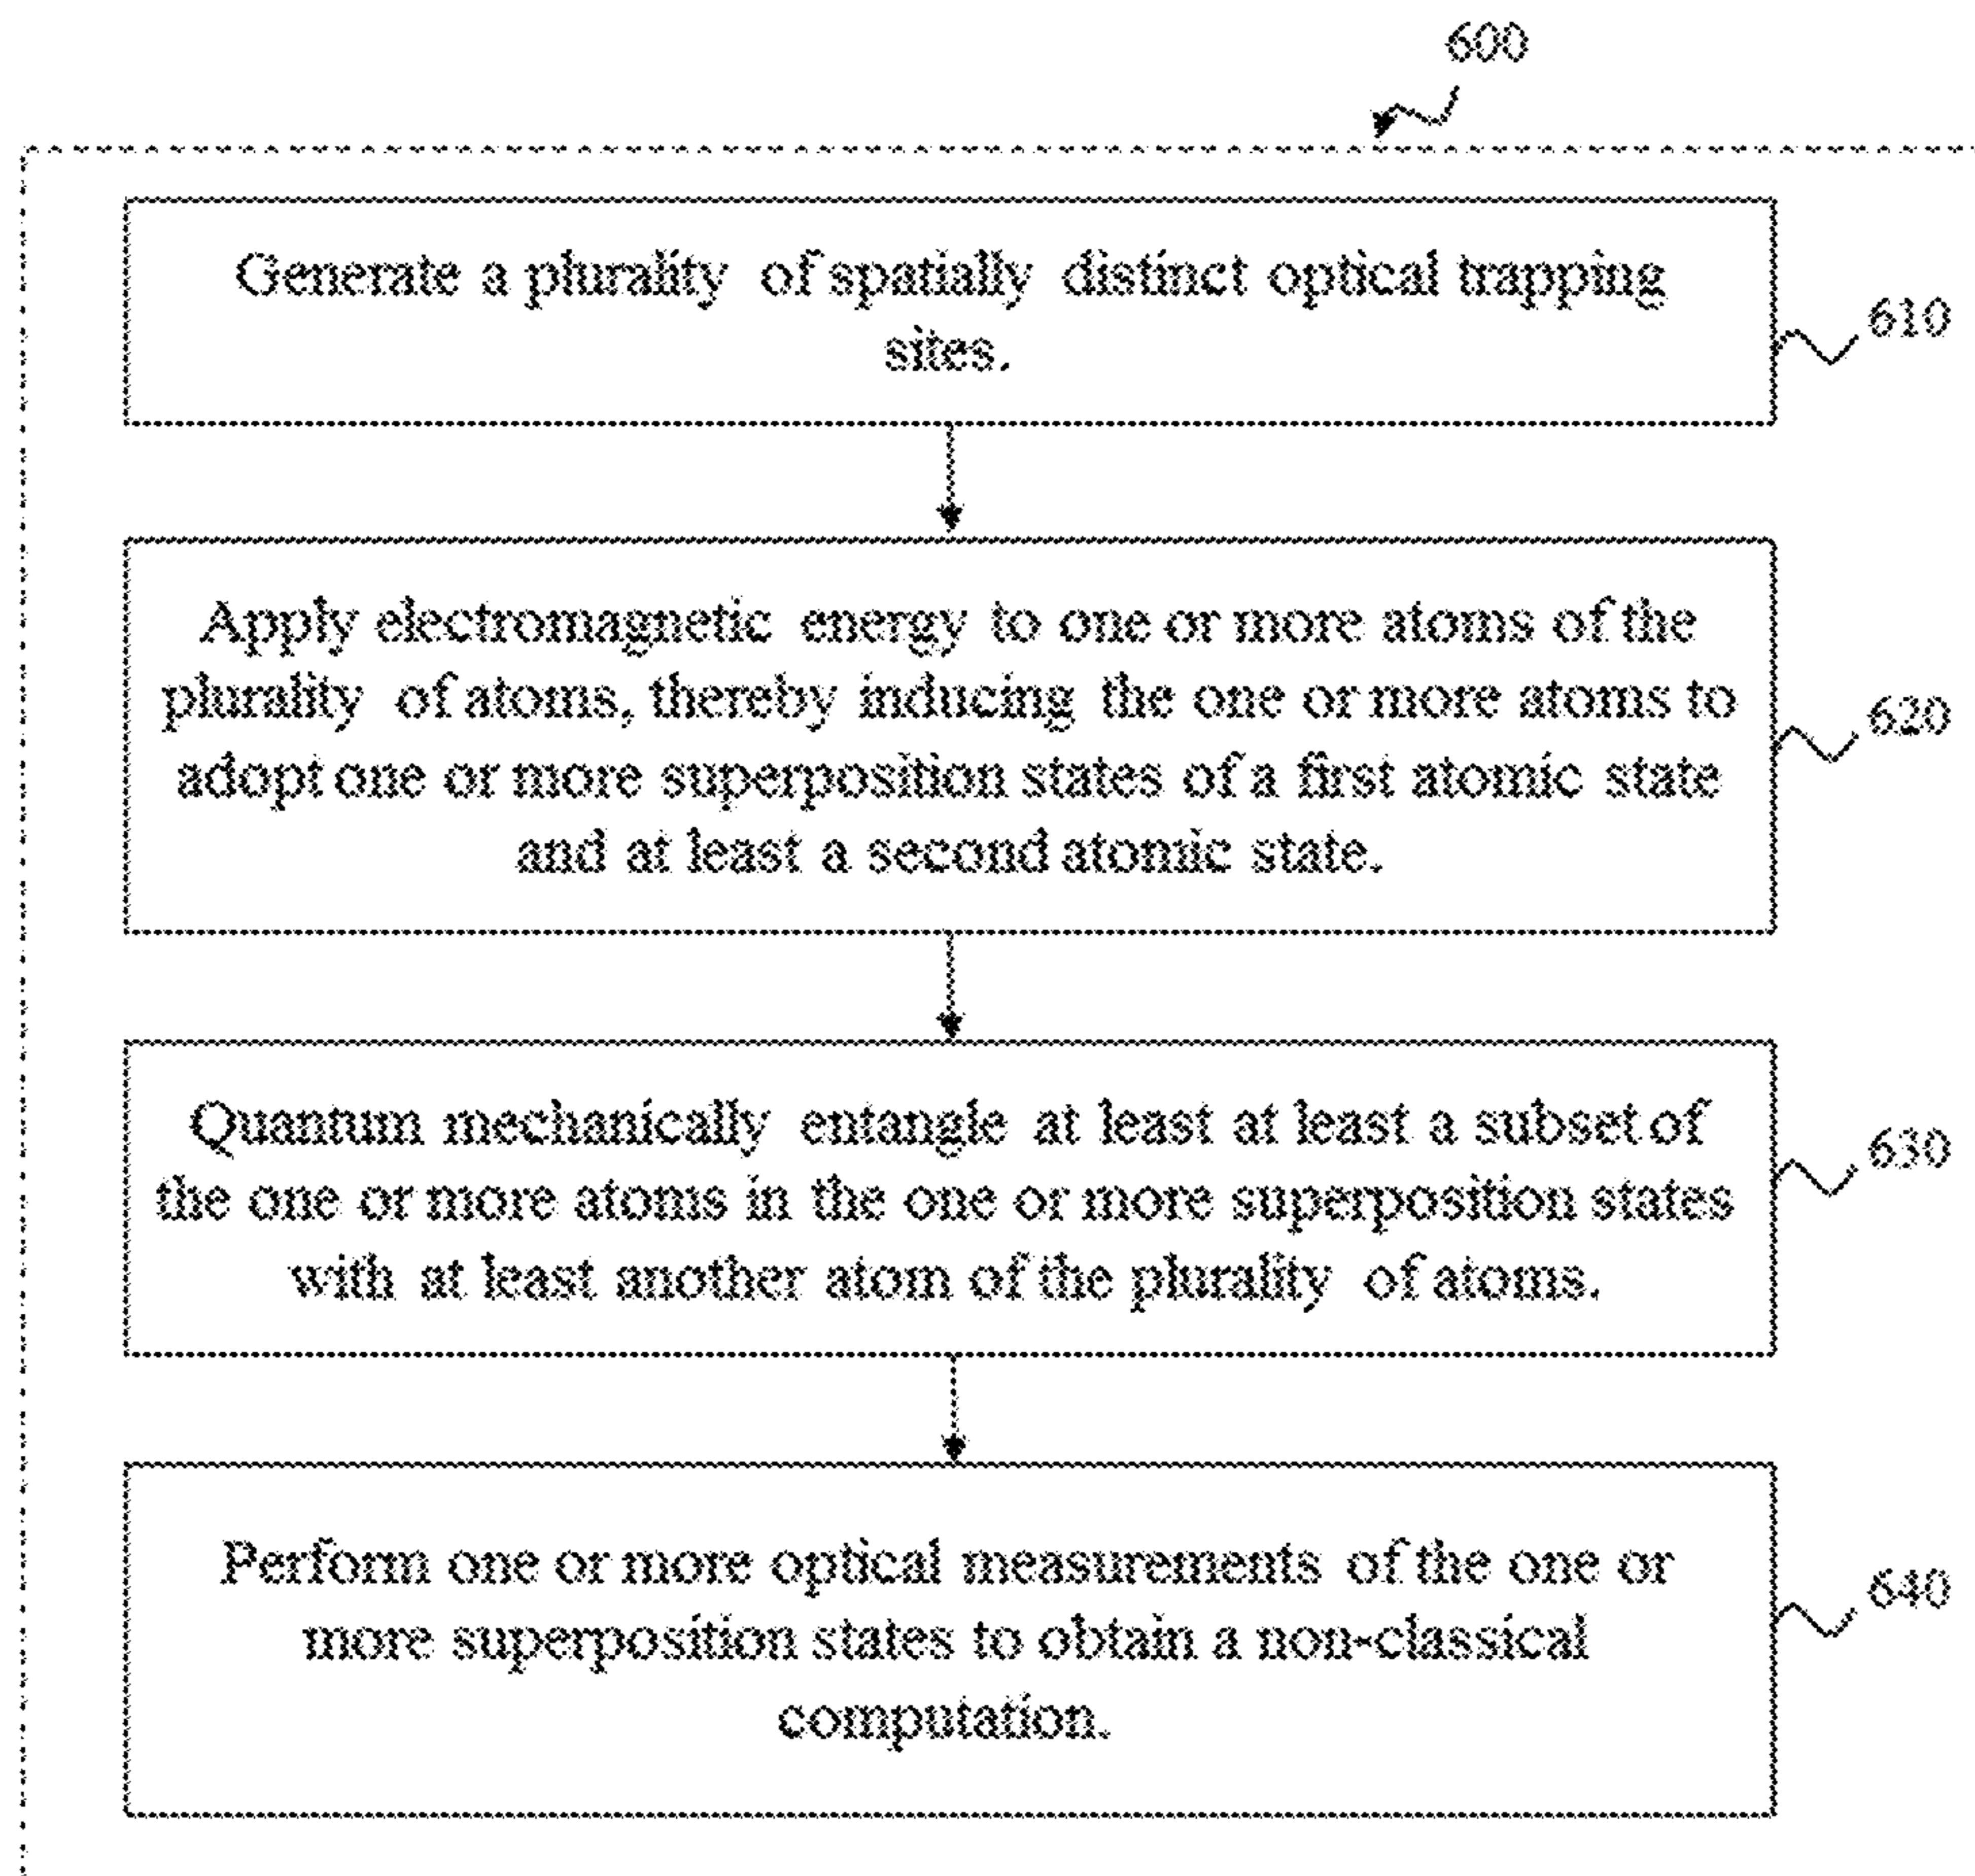 600
Generate a plurality of spatially distinct optical trapping
sites.
610
Apply electromagnetic energy to one or more atoms of the
plurality of atoms, thereby inducing the one or more atoms to
adopt one or more superposition states of a first atomic state
and at least a second atomic state.
620
Quantum mechanically entangle at least at least a subset of
the one or more atoms in the one or more superposition states
with at least another atom of the plurality of atoms.
630
Perform one or more optical measurements of the one or
more superposition states to obtain a non-classical
computation.
640